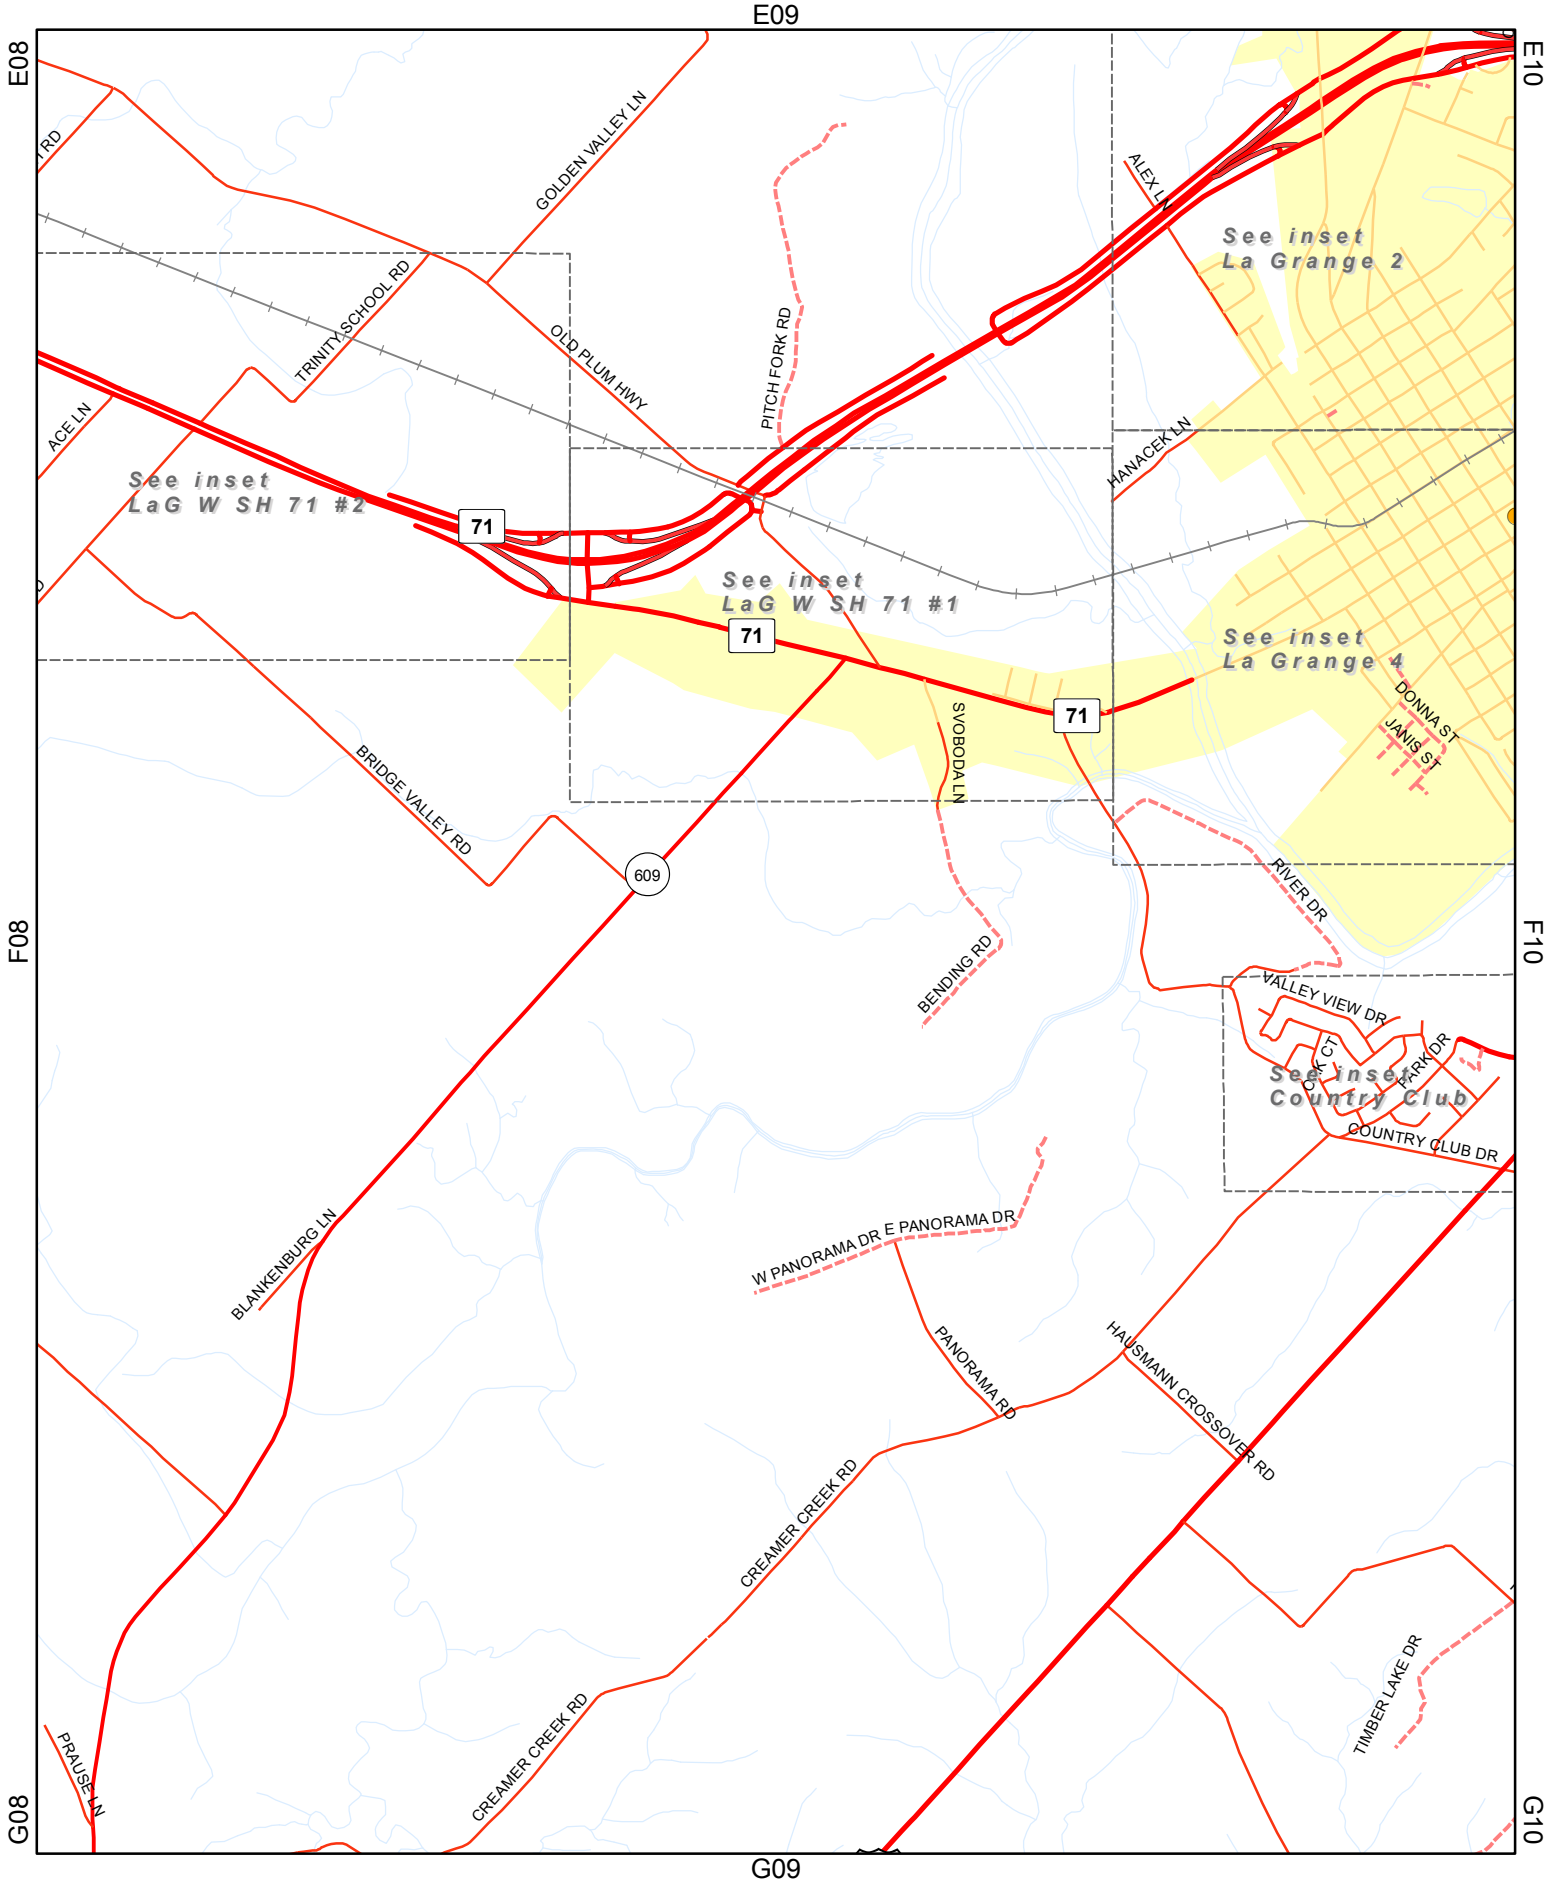 E09
E08
E10
RD
GOLDEN VALLEY LN
ALEX LN
See inset
La Grange 2
TRINITY SCHOOL RD
OLD PLUM HWY
PITCH FORK RD
ACE LN
HANACEK LN
See inset
LaG W SH 71 #2
71
See inset
LaG W SH 71 #1
71
See inset
La Grange 4
71
DONNA ST
JANIS ST
SVOBODA LN
BRIDGE VALLEY RD
609
RIVER DR
F08
F10
BENDING RD
VALLEY VIEW DR
OAK CT
PARK DR
See inset
Country Club
COUNTRY CLUB DR
BLANKENBURG LN
W PANORAMA DR
E PANORAMA DR
PANORAMA RD
HAUSMANN CROSSOVER RD
CREAMER CREEK RD
TIMBER LAKE DR
CREAMER CREEK RD
PRAUSE LN
G08
G10
G09